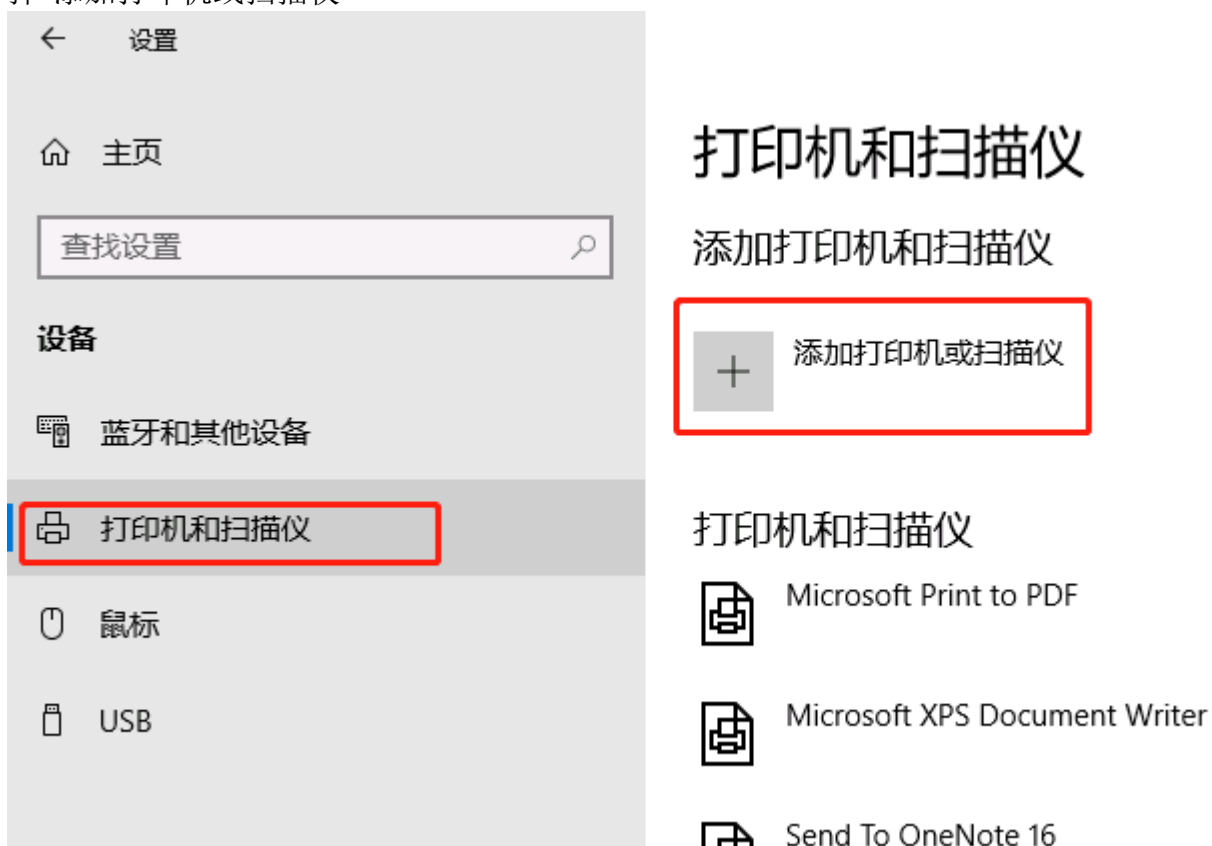 设置
主页
查找设置
设备
蓝牙和其他设备
打印机和扫描仪
鼠标
USB
打印机和扫描仪
添加打印机和扫描仪
添加打印机或扫描仪
打印机和扫描仪
Microsoft Print to PDF
Microsoft XPS Document Writer
Send To OneNote 16